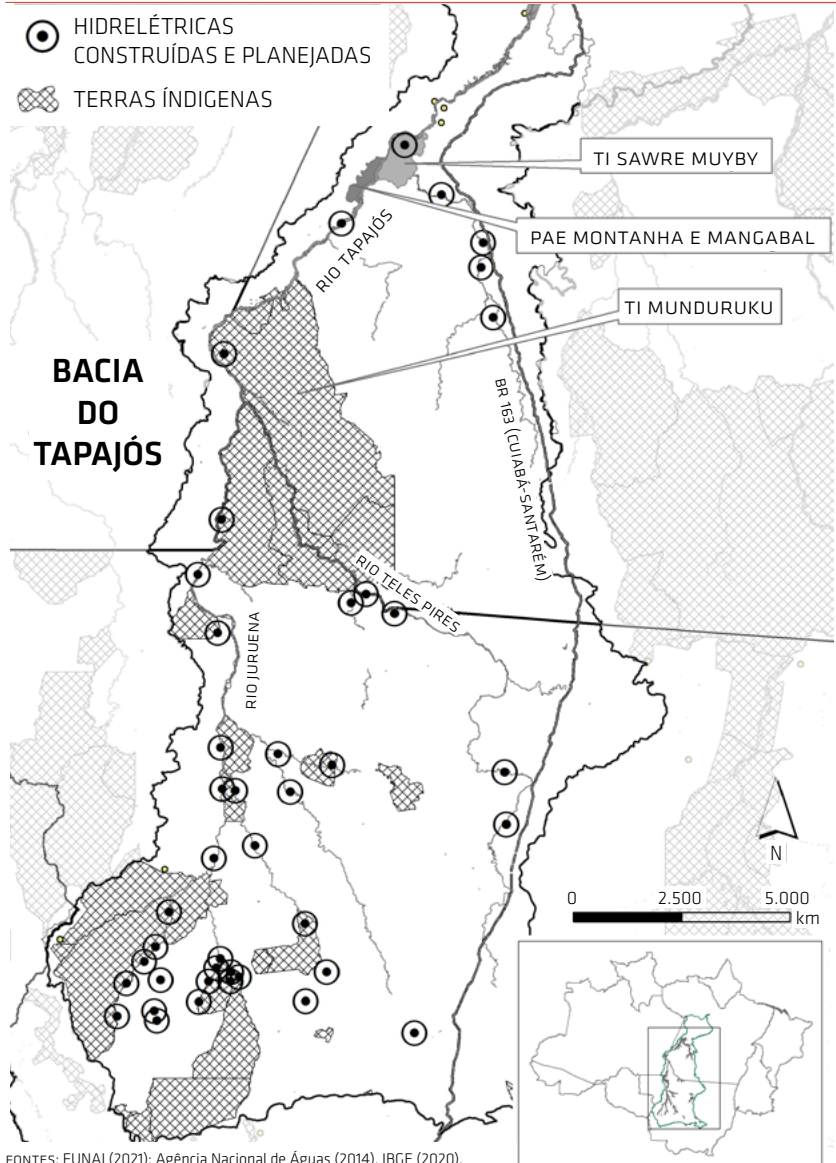 HIDRELÉTRICAS
CONSTRUÍDAS E PLANEJADAS
TERRAS ÍNDIGENAS
TI SAWRE MUYBY
PAE MONTANHA E MANGABAL
RIO TAPAJÓS
TI MUNDURUKU
BACIA
DO
TAPAJÓS
BR 163 (CUIABÁ-SANTARÉM)
RIO TELES PIRES
RIO JURUENA
N
0 2.500 5.000
km
FONTES: FUNAI (2021); Agência Nacional de Águas (2014), IBGE (2020).